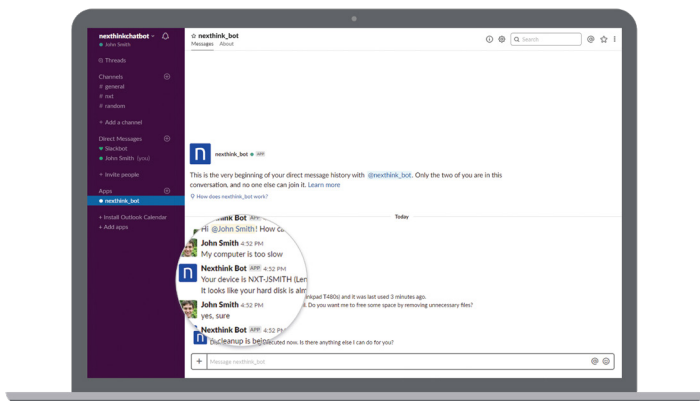 nexthinkchatbot
John Smith
Threads
Channels
# general
# nxt
# random
+ Add a channel
Direct Messages
Slackbot
John Smith (you)
+ Invite people
Apps
nexthink_bot
+ Install Outlook Calendar
+ Add apps
nexthink_bot
Messages About
Search
n nexthink_bot APP
This is the very beginning of your direct message history with @nexthink_bot. Only the two of you are in this
conversation, and no one else can join it. Learn more
How does nexthink_bot work?
Today
Bot
Hi @John Smith! How
John Smith 4:52 PM
My computer is too slow
n Nexthink Bot APP 4:52 PM
Your device is NXT-JSMITH T480s) and it was last used 3 minutes ago.
It looks like your hard disk is Do you want me to free some space by removing unnecessary files?
John Smith 4:52 PM
yes, sure
n Nexthink Bot APP 4:52
cleanup is now. Is there anything else I can do for you?
+ Message nexthink_bot